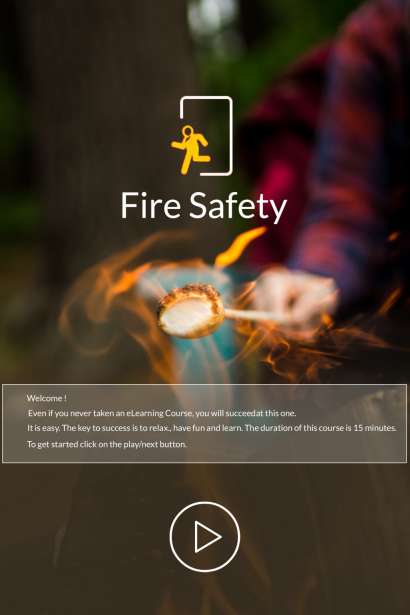 Fire Safety
Welcome !
Even if you never taken an eLearning Course, you will succeedat this one.
It is easy. The key to success is to relax., have fun and learn. The duration of this course is 15 minutes.
To get started click on the play/next button.